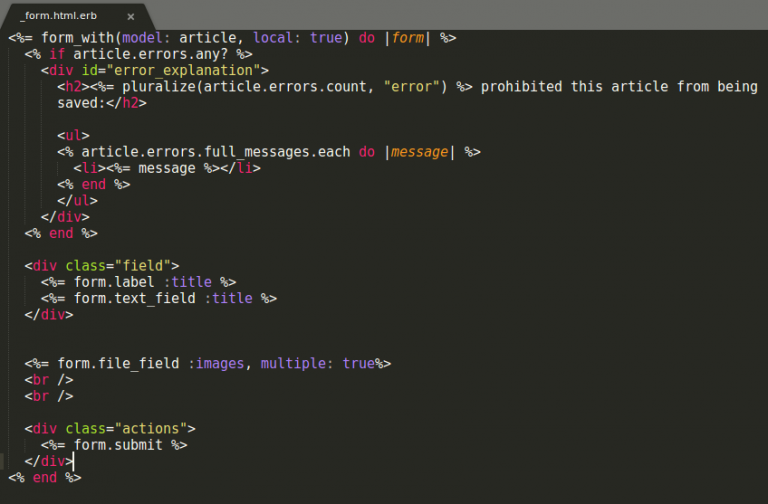 _form.html.erb ×
<%= form_with(model: article, local: true) do |form| %>
<% if article.errors.any? %>
<div id="error_explanation">
<h2><%= pluralize(article.errors.count, "error") %> prohibited this article from being
saved:</h2>
<ul>
<% article.errors.full_messages.each do |message| %>
<li><%= message %></li>
<% end %>
</ul>
</div>
<% end %>
<div class="field">
<%= form.label :title %>
<%= form.text_field :title %>
</div>
<%= form.file_field :images, multiple: true%>
<br />
<br />
<div class="actions">
<%= form.submit %>
</div>
<% end %>